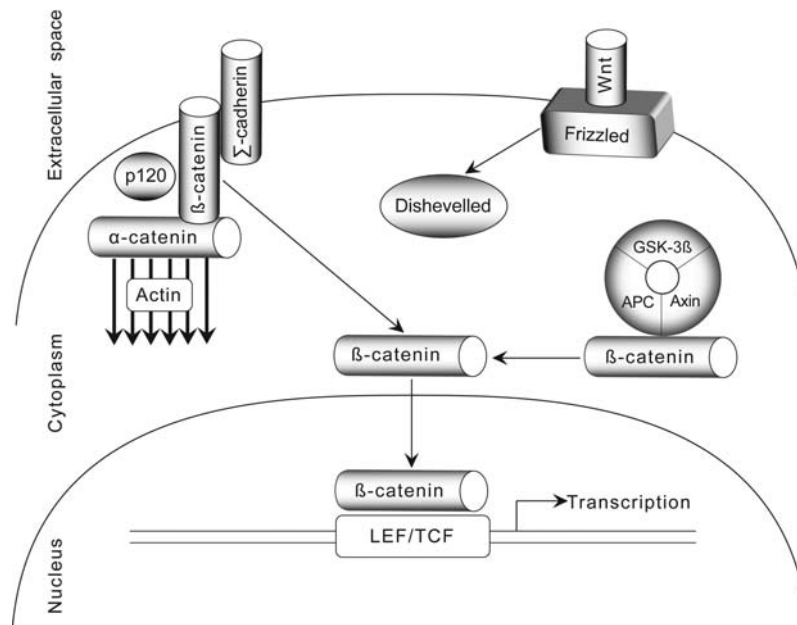 Extracellular space
Σ-cadherin
ß-catenin
p120
α-catenin
Actin
Wnt
Frizzled
Dishevelled
GSK-3ß
APC
Axin
ß-catenin
ß-catenin
Cytoplasm
ß-catenin
Transcription
LEF/TCF
Nucleus